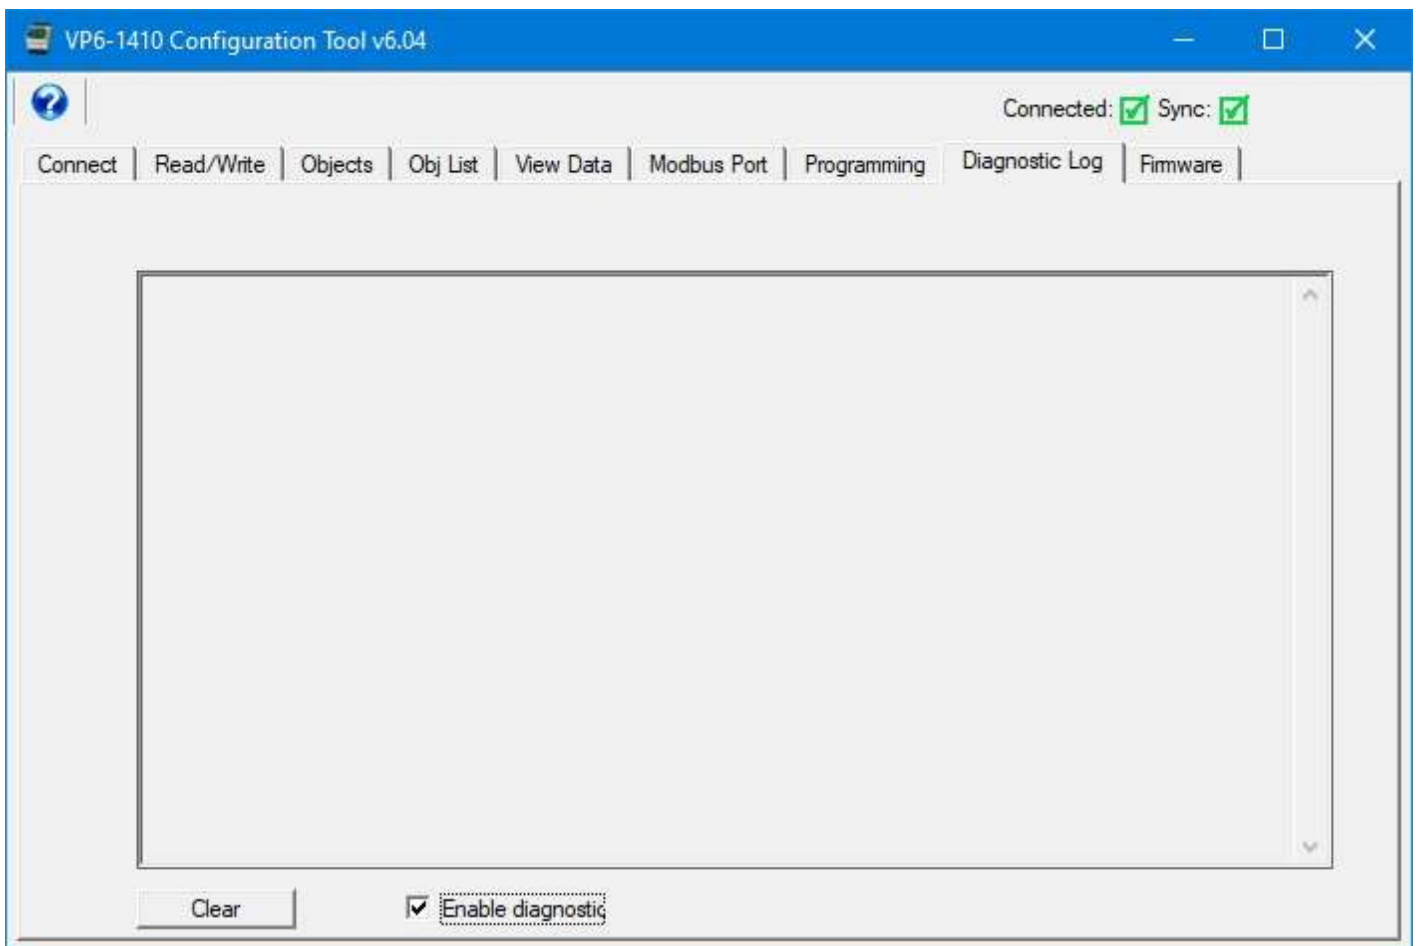 VP6-1410 Configuration Tool v6.04
Connected: Sync:
Connect Read/Write Objects Obj List View Data Modbus Port Programming Diagnostic Log Firmware
Clear Enable diagnostic